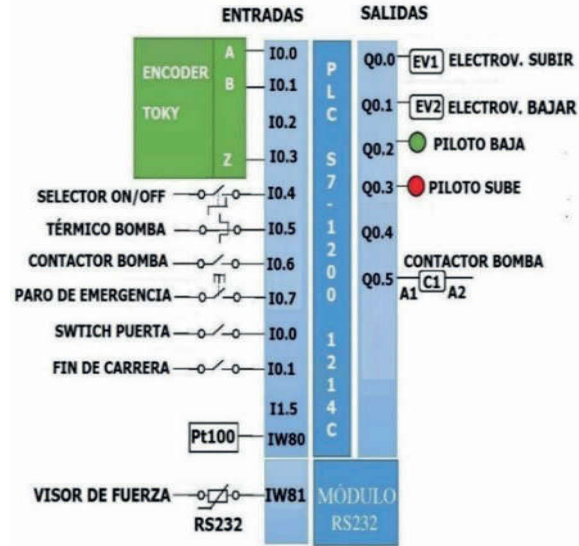 ENTRADAS SALIDAS
ENCODER TOKY
A I0.0
B I0.1
I0.2
Z I0.3
SELECTOR ON/OFF I0.4
TÉRMICO BOMBA I0.5
CONTACTOR BOMBA I0.6
PARO DE EMERGENCIA I0.7
SWTICH PUERTA I0.0
FIN DE CARRERA I0.1
I1.5
Pt100 IW80
VISOR DE FUERZA IW81
RS232
PLC S7-1200 1214C
MÓDULO
RS232
Q0.0 EV1 ELECTROV. SUBIR
Q0.1 EV2 ELECTROV. BAJAR
Q0.2 PILOTO BAJA
Q0.3 PILOTO SUBE
Q0.4
CONTACTOR BOMBA
Q0.5 A1 C1 A2